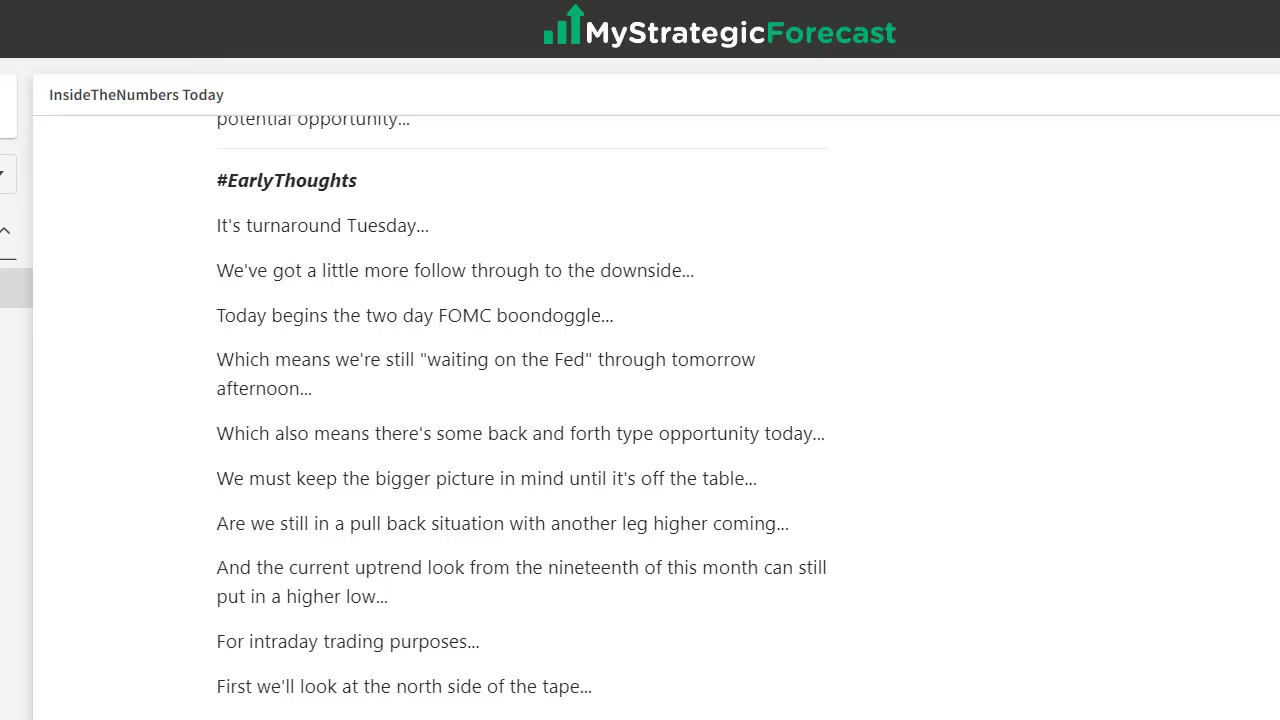 MyStrategicForecast
InsideTheNumbers Today
potential opportunity...
#EarlyThoughts
It's turnaround Tuesday...
We've got a little more follow through to the downside...
Today begins the two day FOMC boondoggle...
Which means we're still "waiting on the Fed" through tomorrow
afternoon...
Which also means there's some back and forth type opportunity today...
We must keep the bigger picture in mind until it's off the table...
Are we still in a pull back situation with another leg higher coming...
And the current uptrend look from the nineteenth of this month can still
put in a higher low...
For intraday trading purposes...
First we'll look at the north side of the tape...